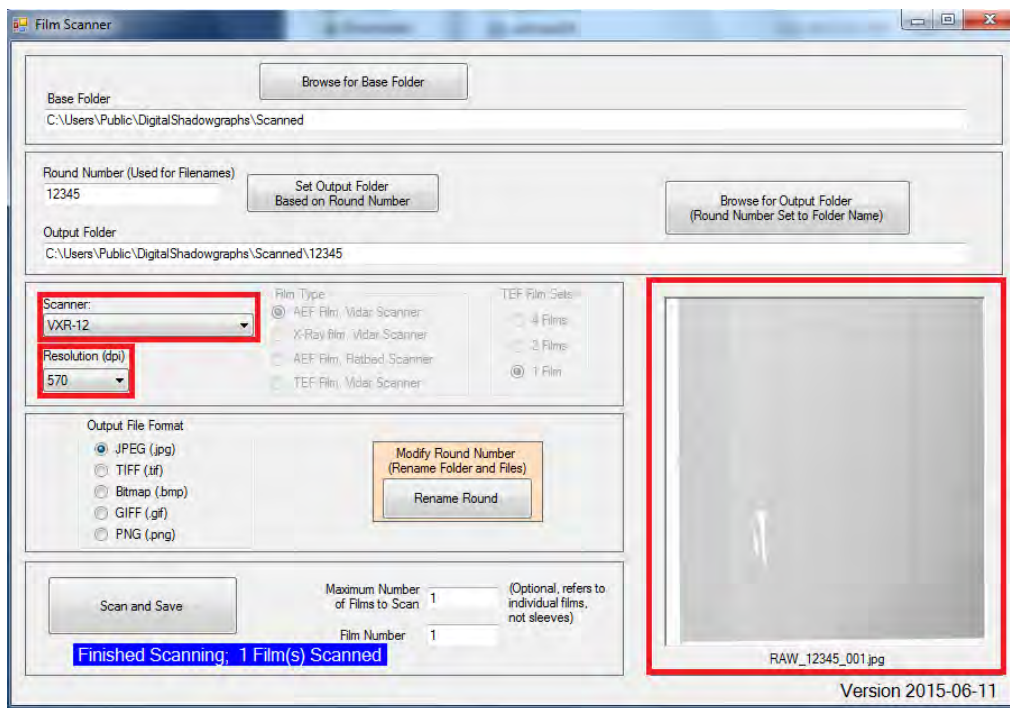 Film Scanner
Browse for Base Folder
Base Folder
C:\Users\Public\DigitalShadowgraphs\Scanned
Round Number (Used for Filenames)
12345
Set Output Folder
Based on Round Number
Browse for Output Folder
(Round Number Set to Folder Name)
Output Folder
C:\Users\Public\DigitalShadowgraphs\Scanned\12345
Scanner:
VXR-12
Resolution (dpi)
570
Film Type
AEF Film, Vidar Scanner
X-Ray film, Vidar Scanner
AEF Film, Flatbed Scanner
TEF Film, Vidar Scanner
TEF Film Sets
4 Films
2 Films
1 Film
Output File Format
JPEG (.jpg)
TIFF (.tif)
Bitmap (.bmp)
GIFF (.gif)
PNG (.png)
Modify Round Number
(Rename Folder and Files)
Rename Round
Scan and Save
Maximum Number
of Films to Scan
1
(Optional, refers to
individual films,
not sleeves)
Film Number
1
Finished Scanning; 1 Film(s) Scanned
RAW_12345_001.jpg
Version 2015-06-11